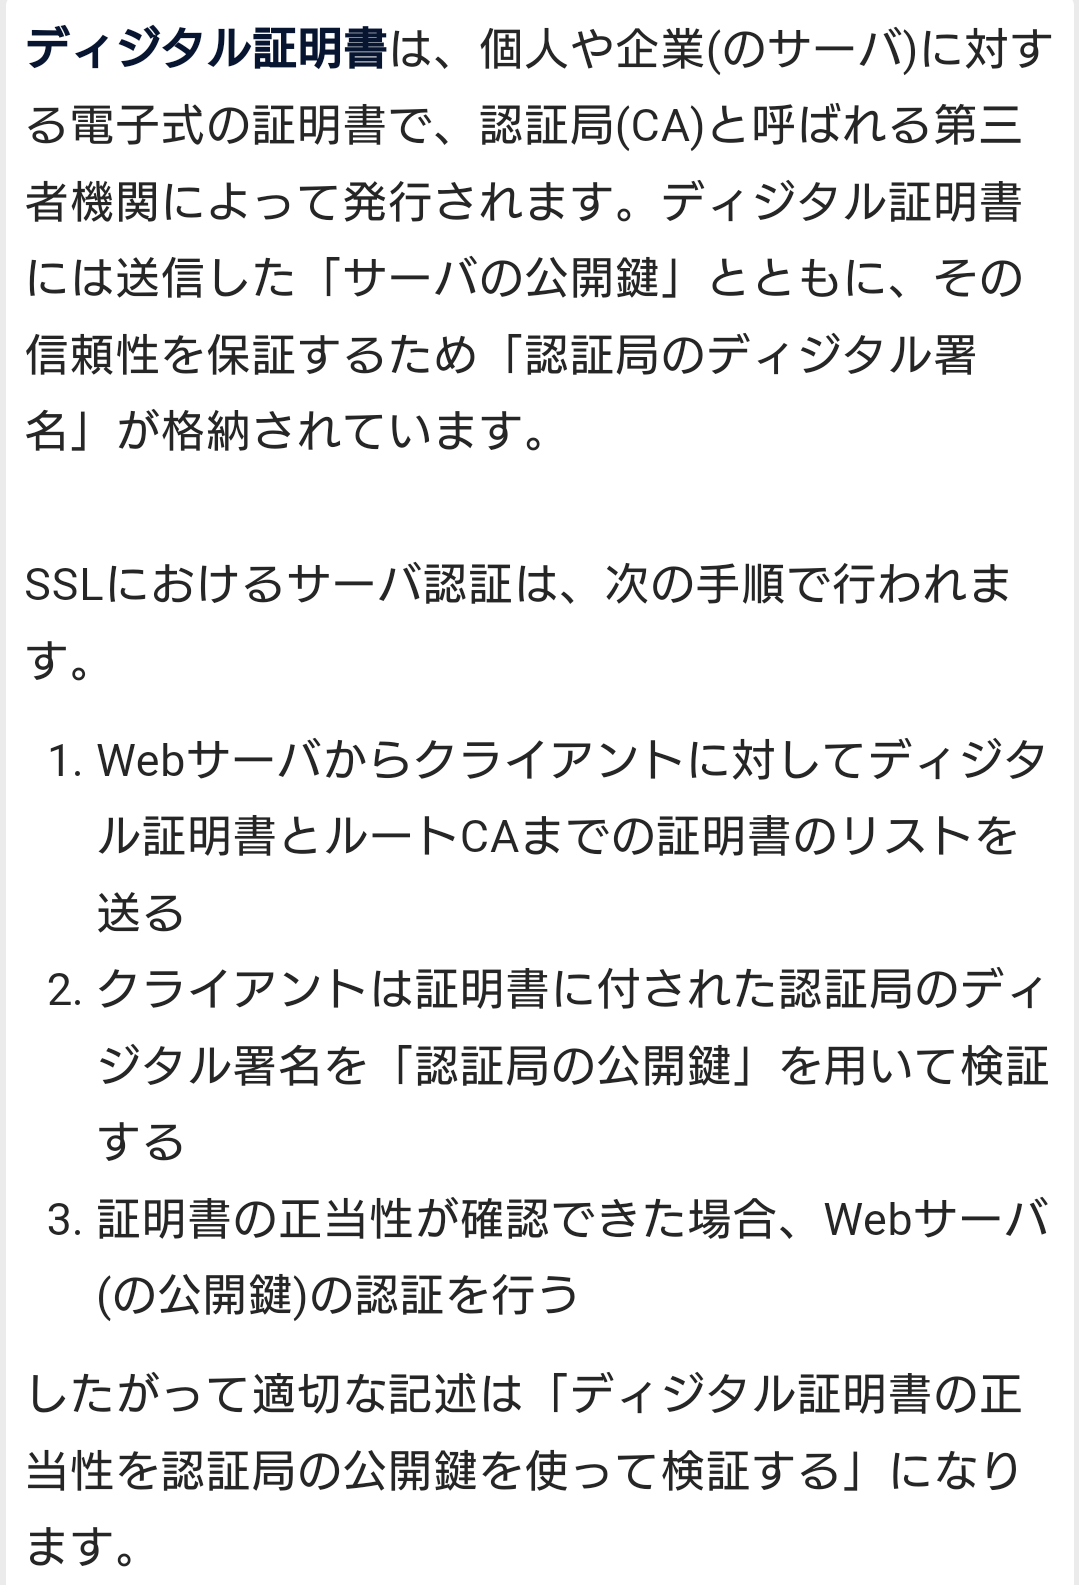 ディジタル証明書は、個人や企業(のサーバ)に対す
る電子式の証明書で、認証局(CA)と呼ばれる第三
者機関によって発行されます。ディジタル証明書
には送信した「サーバの公開鍵」とともに、その
信頼性を保証するため「認証局のディジタル署
名」が格納されています。
SSLにおけるサーバ認証は、次の手順で行われま
す。
1. Webサーバからクライアントに対してディジタ
ル証明書とルートCAまでの証明書のリストを
送る
2. クライアントは証明書に付された認証局のディ
ジタル署名を「認証局の公開鍵」を用いて検証
する
3. 証明書の正当性が確認できた場合、Webサーバ
(の公開鍵)の認証を行う
したがって適切な記述は「ディジタル証明書の正
当性を認証局の公開鍵を使って検証する」になり
ます。